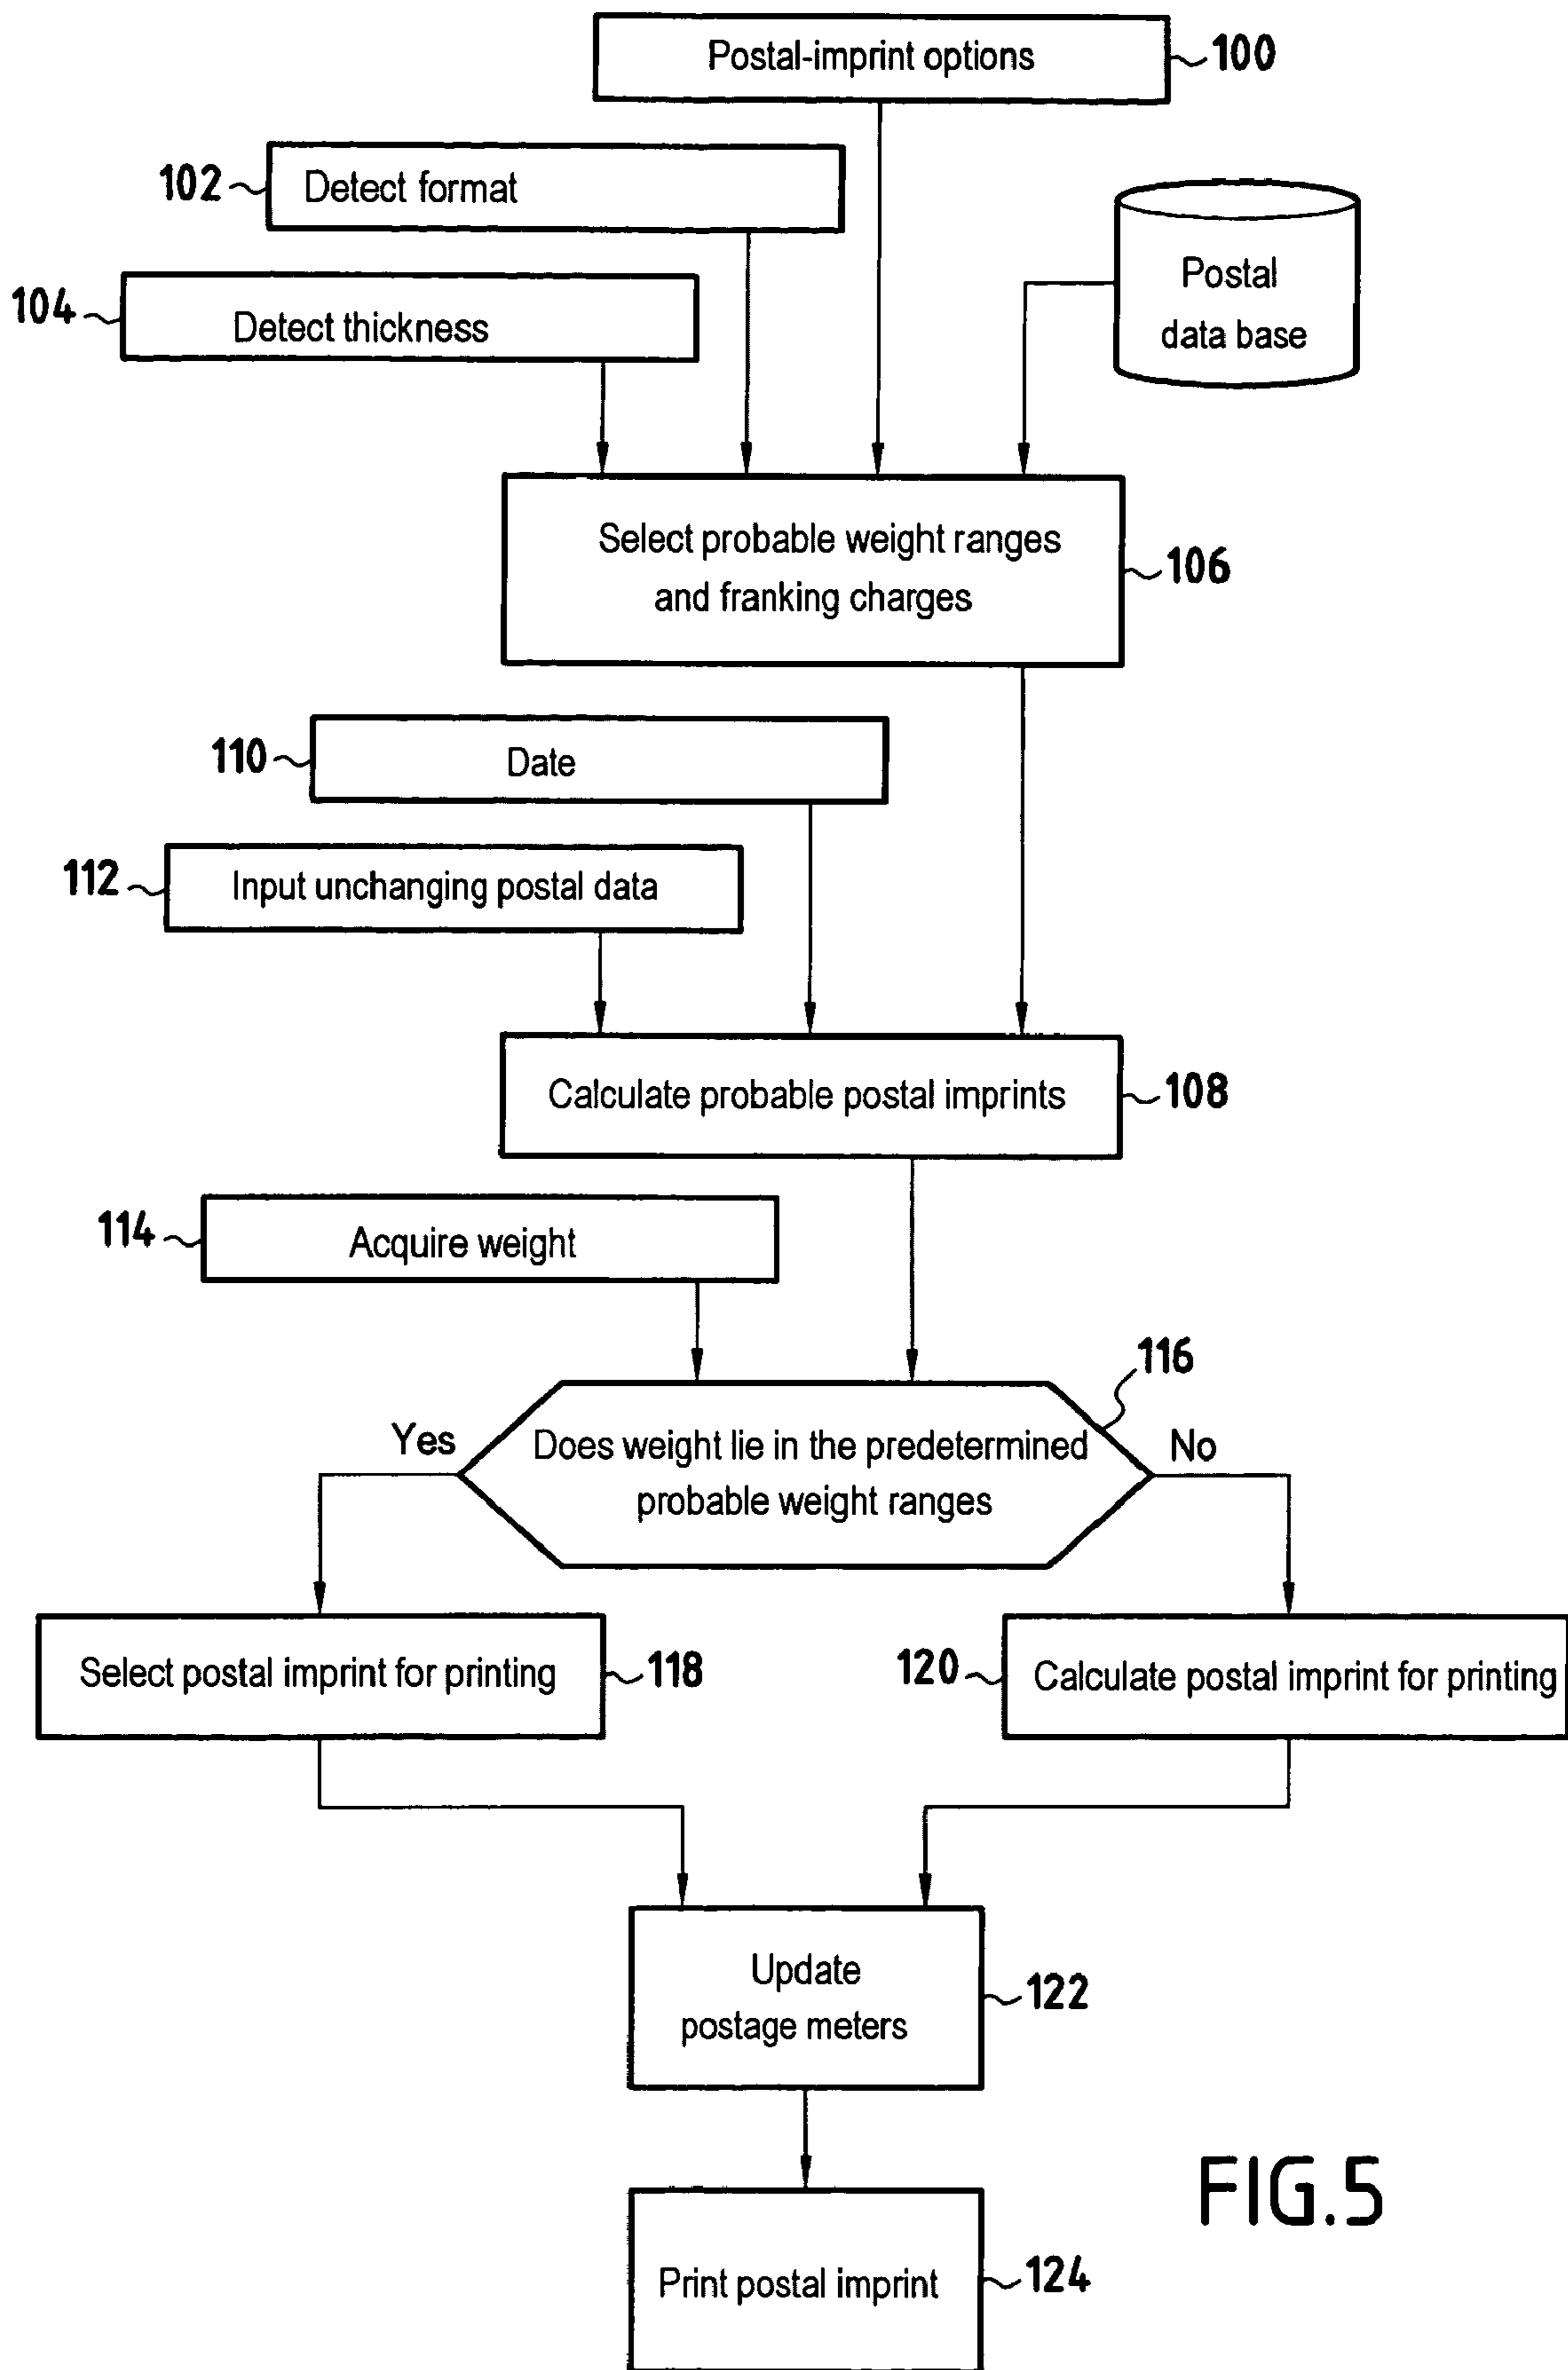 Postal-imprint options
100
102
Detect format
104
Detect thickness
Postal
data base
Select probable weight ranges
and franking charges
106
110
Date
112
Input unchanging postal data
Calculate probable postal imprints
108
114
Acquire weight
116
Yes
Does weight lie in the predetermined
probable weight ranges
No
Select postal imprint for printing
118
120
Calculate postal imprint for printing
Update
postage meters
122
Print postal imprint
124
FIG.5